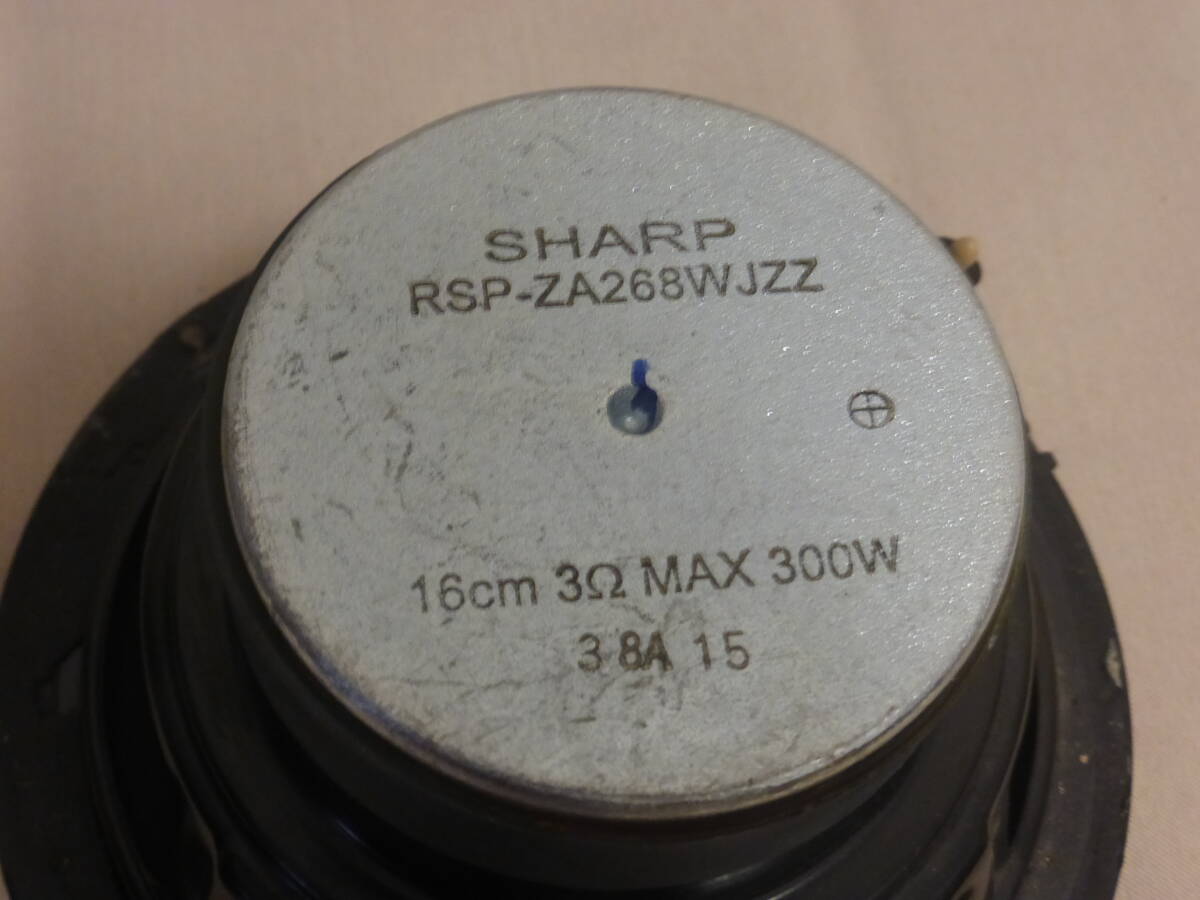 SHARP
RSP-ZA268WJZZ
⊕
16cm 3Ω MAX 300W
3 8A 15